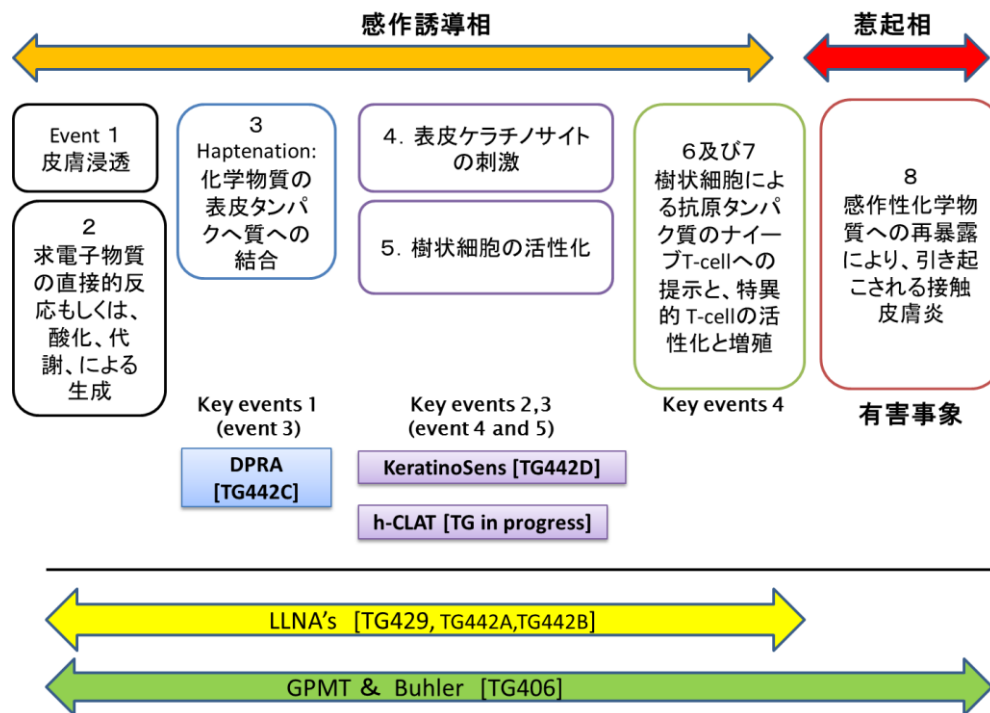 感作誘導相
惹起相
Event 1
皮膚浸透
2
求電子物質
の直接的反
応もしくは、
酸化、代
謝、による
生成
3
Haptenation:
化学物質の
表皮タンパ
クへ質への
結合
4．表皮ケラチノサイト
の刺激
5．樹状細胞の活性化
6及び7
樹状細胞によ
る抗原タンパ
ク質のナイー
ブT-cellへの
提示と、特異
的 T-cellの活
性化と増殖
8
感作性化学物
質への再暴露
により、引き起
こされる接触
皮膚炎
Key events 1
(event 3)
Key events 2,3
(event 4 and 5)
Key events 4
有害事象
DPRA
[TG442C]
KeratinoSens [TG442D]
h-CLAT [TG in progress]
LLNA's [TG429, TG442A,TG442B]
GPMT & Buhler [TG406]